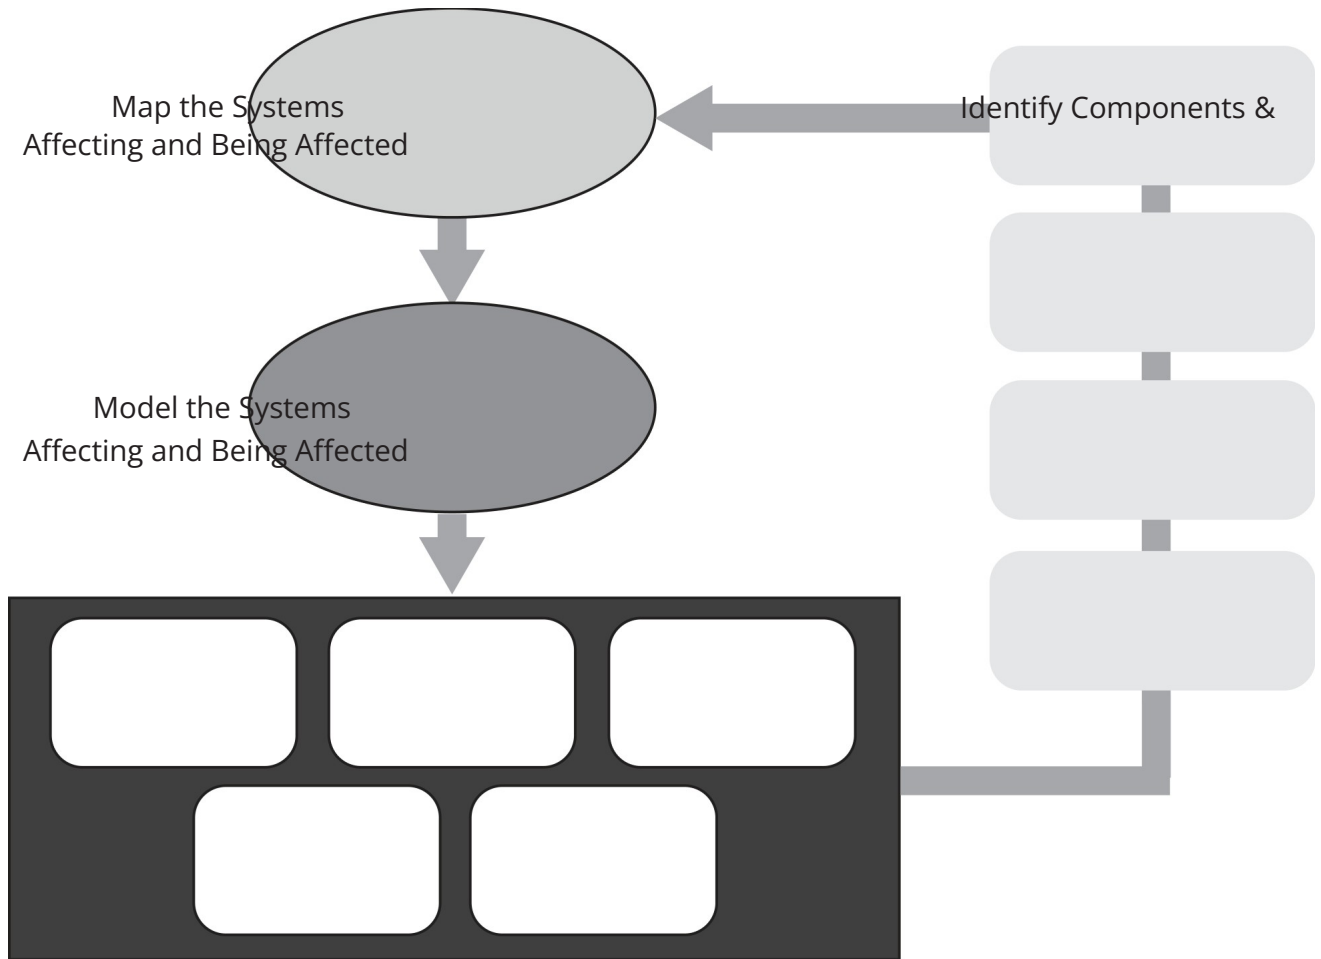 Map the Systems
Affecting and Being Affected
Identify Components &
Model the Systems
Affecting and Being Affected